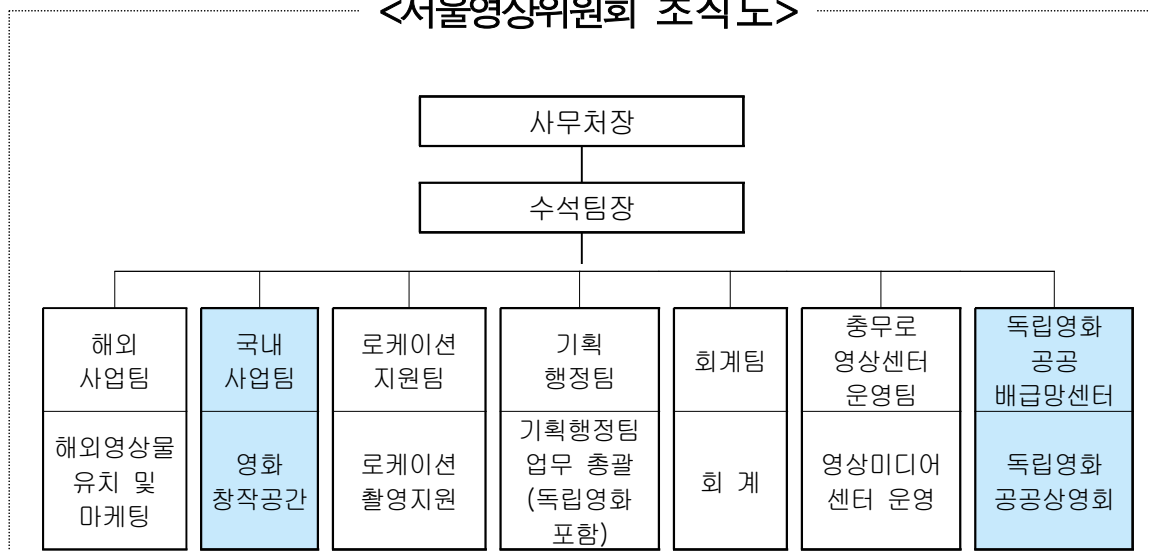 <서울영상위원회 조직도>
사무처장
수석팀장
해외
사업팀
국내
사업팀
로케이션
지원팀
기획
행정팀
회계팀
충무로
영상센터
운영팀
독립영화
공공
배급망센터
해외영상물
유치 및
마케팅
영화
창작공간
로케이션
촬영지원
기획행정팀
업무 총괄
(독립영화
포함)
회 계
영상미디어
센터 운영
독립영화
공공상영회